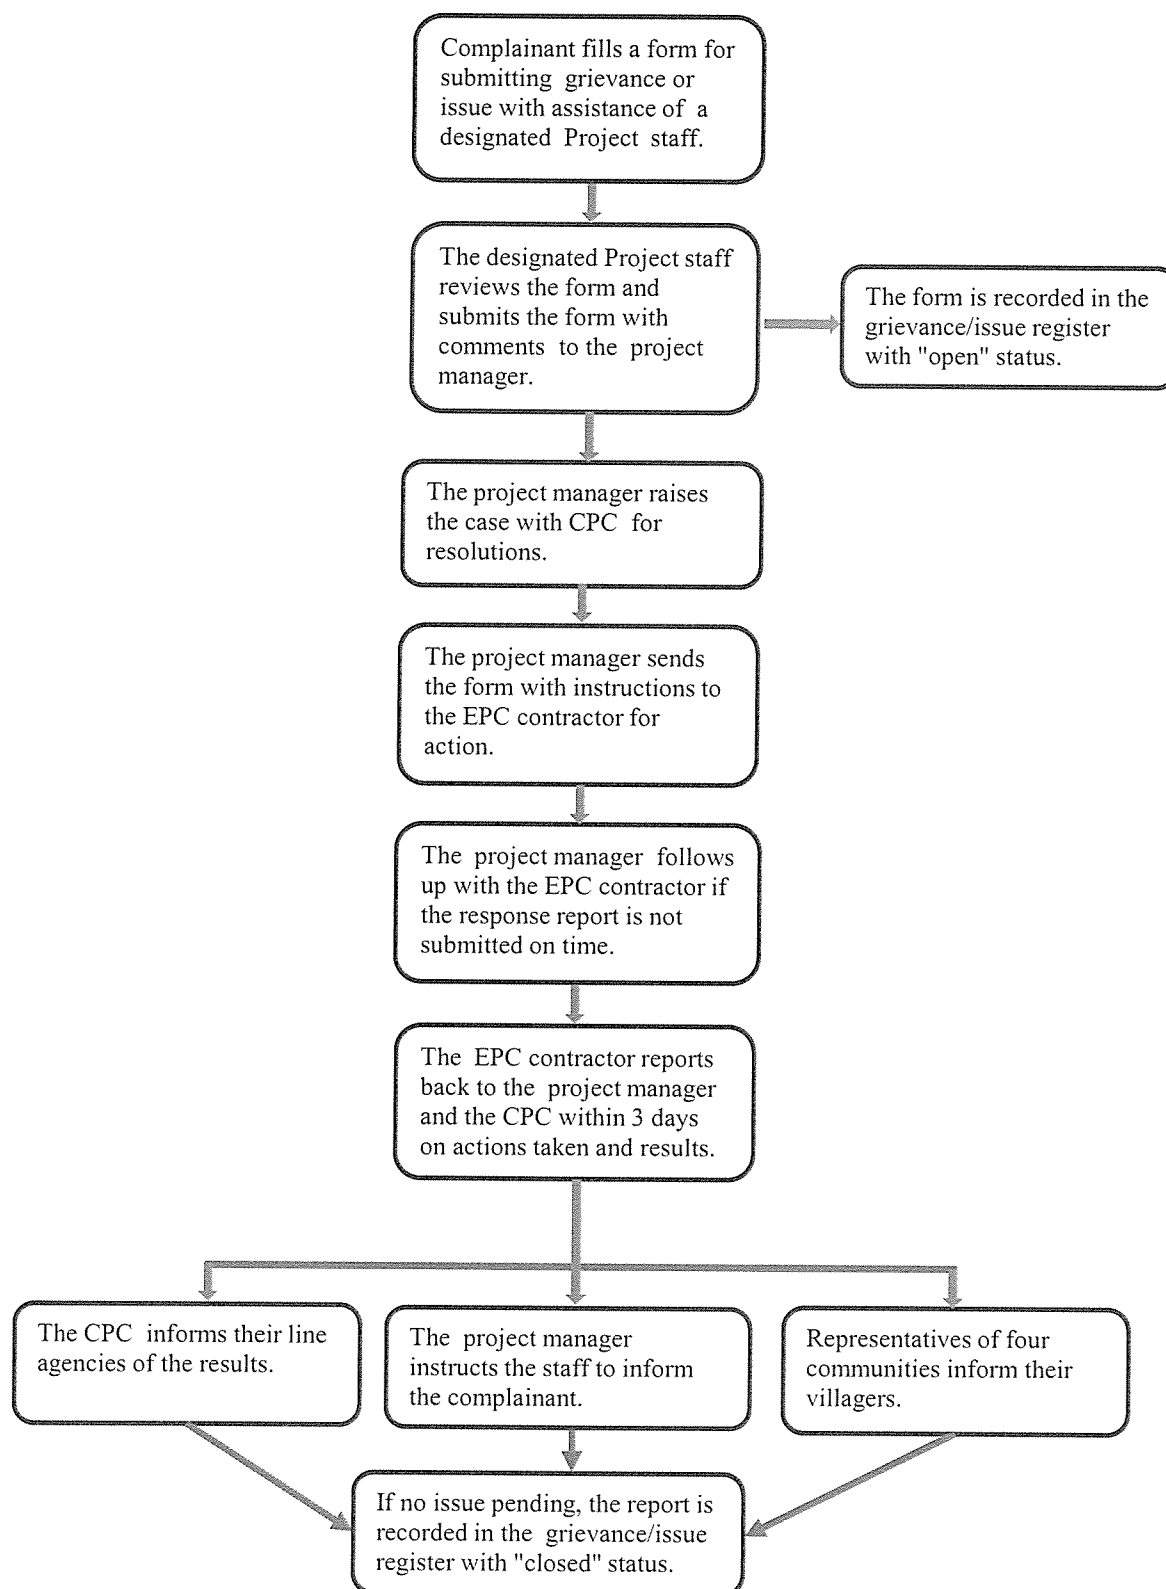 Complainant fills a form for
submitting grievance or
issue with assistance of a
designated Project staff.
The designated Project staff
reviews the form and
submits the form with
comments to the project
manager.
The form is recorded in the
grievance/issue register
with "open" status.
The project manager raises
the case with CPC for
resolutions.
The project manager sends
the form with instructions to
the EPC contractor for
action.
The project manager follows
up with the EPC contractor if
the response report is not
submitted on time.
The EPC contractor reports
back to the project manager
and the CPC within 3 days
on actions taken and results.
The CPC informs their line
agencies of the results.
The project manager
instructs the staff to inform
the complainant.
Representatives of four
communities inform their
villagers.
If no issue pending, the report is
recorded in the grievance/issue
register with "closed" status.